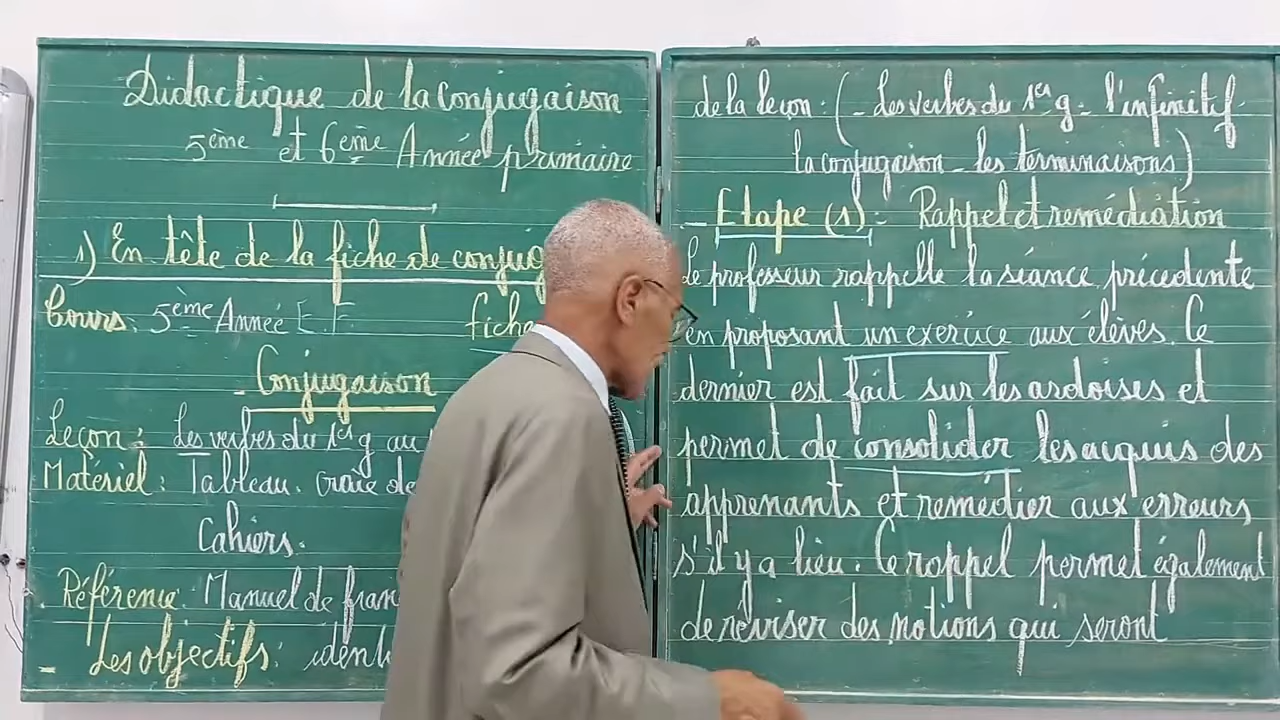 Didactique de la conjugaison
5ème et 6ème Année primaire
1) En tête de la fiche de conjug
Cours: 5ème Année E F fiche
- Conjugaison
Leçon: les verbes du 1er g au
Matériel: Tableau. craie de
Cahiers.
. Référence: Manuel de fran
- Les objectifs: ident
de la leçon: (- Les verbes du 1er g - l'infinitif
la conjugaison - les terminaisons)
- Etape (1): Rappel et remédiation
Le professeur rappelle la séance précédente
en proposant un exercice aux élèves. Ce
dernier est fait sur les ardoises et
permet de consolider les acquis des
apprenants et remédier aux erreurs
s'il y a lieu. Ce rappel permet également
de réviser des notions qui seront